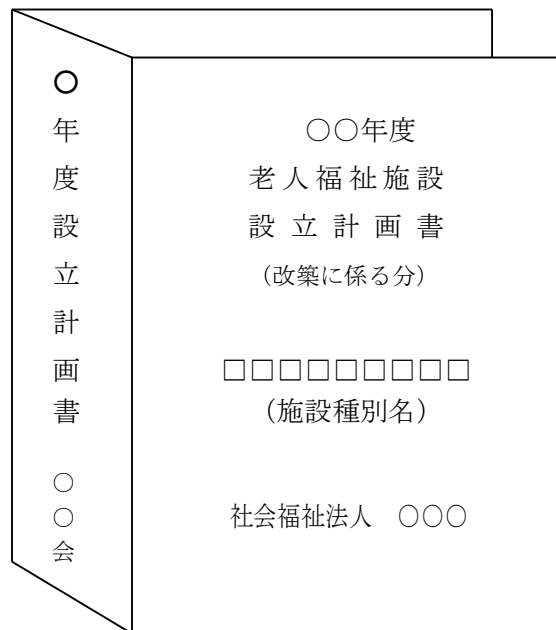 〇年度設立計画書 ○○会
○○年度
老人福祉施設
設立計画書
(改築に係る分)
□□□□□□□□□
(施設種別名)
社会福祉法人 ○○○